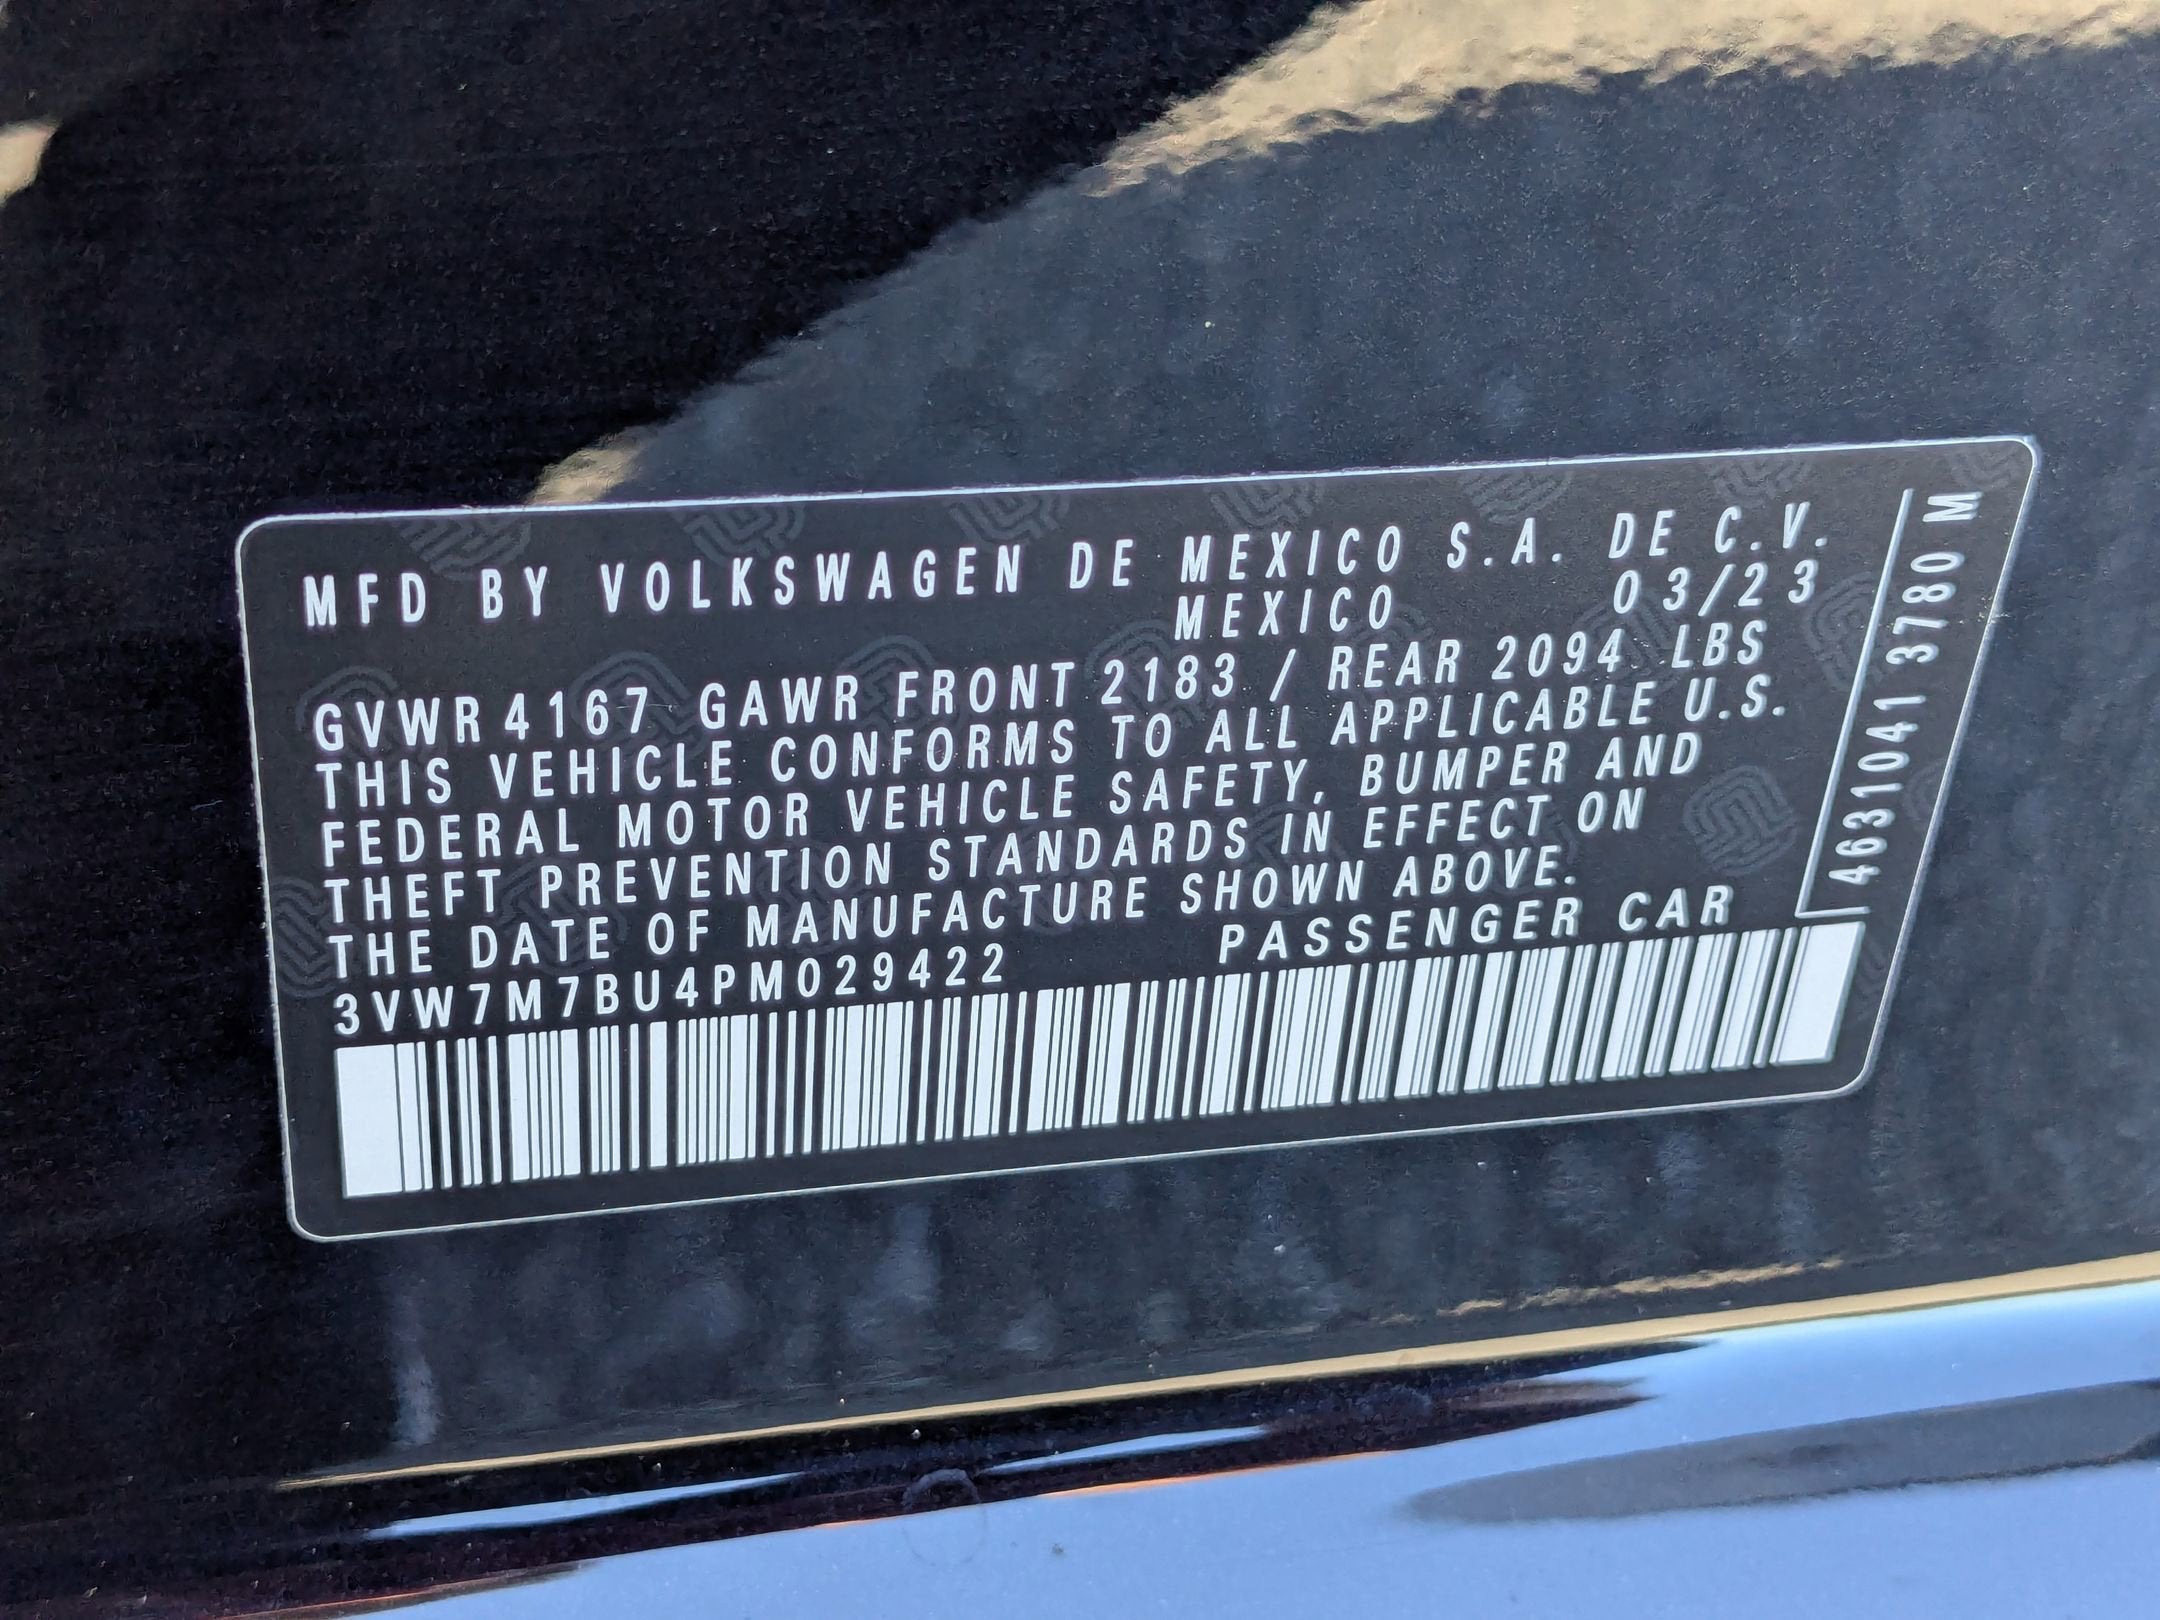 MFD BY VOLKSWAGEN DE MEXICO S.A. DE C.V.
MEXICO 03/23
GVWR 4167 GAWR FRONT 2183 / REAR 2094 LBS
THIS VEHICLE CONFORMS TO ALL APPLICABLE U.S.
FEDERAL MOTOR VEHICLE SAFETY, BUMPER AND
THEFT PREVENTION STANDARDS IN EFFECT ON
THE DATE OF MANUFACTURE SHOWN ABOVE.
3VW7M7BU4PM029422 PASSENGER CAR
4631041 3780 M